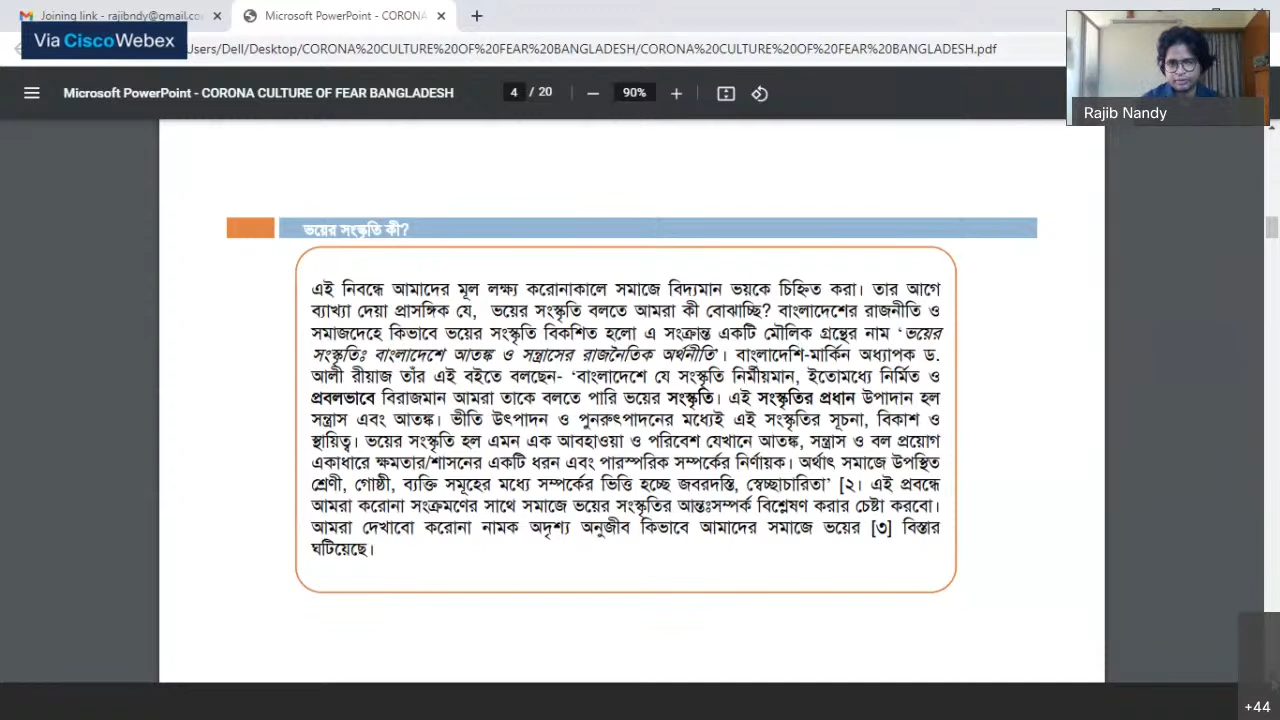 Joining link - rajibndy@gmail.co
Microsoft PowerPoint - CORONA
Via CiscoWebex
Users/Dell/Desktop/CORONA%20CULTURE%20OF%20FEAR%20BANGLADESH/CORONA%20CULTURE%20OF%20FEAR%20BANGLADESH.pdf
Microsoft PowerPoint - CORONA CULTURE OF FEAR BANGLADESH
4 / 20
90%
Rajib Nandy
ভয়ের সংস্কৃতি কী?
এই নিবন্ধে আমাদের মূল লক্ষ্য করোনাকালে সমাজে বিদ্যমান ভয়কে চিহ্নিত করা। তার আগে
ব্যাখ্যা দেয়া প্রাসঙ্গিক যে, ভয়ের সংস্কৃতি বলতে আমরা কী বোঝাচ্ছি? বাংলাদেশের রাজনীতি ও
সমাজদেহে কিভাবে ভয়ের সংস্কৃতি বিকশিত হলো এ সংক্রান্ত একটি মৌলিক গ্রন্থের নাম ‘ভয়ের
সংস্কৃতিঃ বাংলাদেশে আতঙ্ক ও সন্ত্রাসের রাজনৈতিক অর্থনীতি’। বাংলাদেশি-মার্কিন অধ্যাপক ড.
আলী রীয়াজ তাঁর এই বইতে বলছেন- ‘বাংলাদেশে যে সংস্কৃতি নির্মীয়মান, ইতোমধ্যে নির্মিত ও
প্রবলভাবে বিরাজমান আমরা তাকে বলতে পারি ভয়ের সংস্কৃতি। এই সংস্কৃতির প্রধান উপাদান হল
সন্ত্রাস এবং আতঙ্ক। ভীতি উৎপাদন ও পুনরুৎপাদনের মধ্যেই এই সংস্কৃতির সূচনা, বিকাশ ও
স্থায়িত্ব। ভয়ের সংস্কৃতি হল এমন এক আবহাওয়া ও পরিবেশ যেখানে আতঙ্ক, সন্ত্রাস ও বল প্রয়োগ
একাধারে ক্ষমতার/শাসনের একটি ধরন এবং পারস্পরিক সম্পর্কের নির্ণায়ক। অর্থাৎ সমাজে উপস্থিত
শ্রেণী, গোষ্ঠী, ব্যক্তি সমূহের মধ্যে সম্পর্কের ভিত্তি হচ্ছে জবরদস্তি, স্বেচ্ছাচারিতা’ [২। এই প্রবন্ধে
আমরা করোনা সংক্রমণের সাথে সমাজে ভয়ের সংস্কৃতির আন্তঃসম্পর্ক বিশ্লেষণ করার চেষ্টা করবো।
আমরা দেখাবো করোনা নামক অদৃশ্য অনুজীব কিভাবে আমাদের সমাজে ভয়ের [৩] বিস্তার
ঘটিয়েছে।
+44